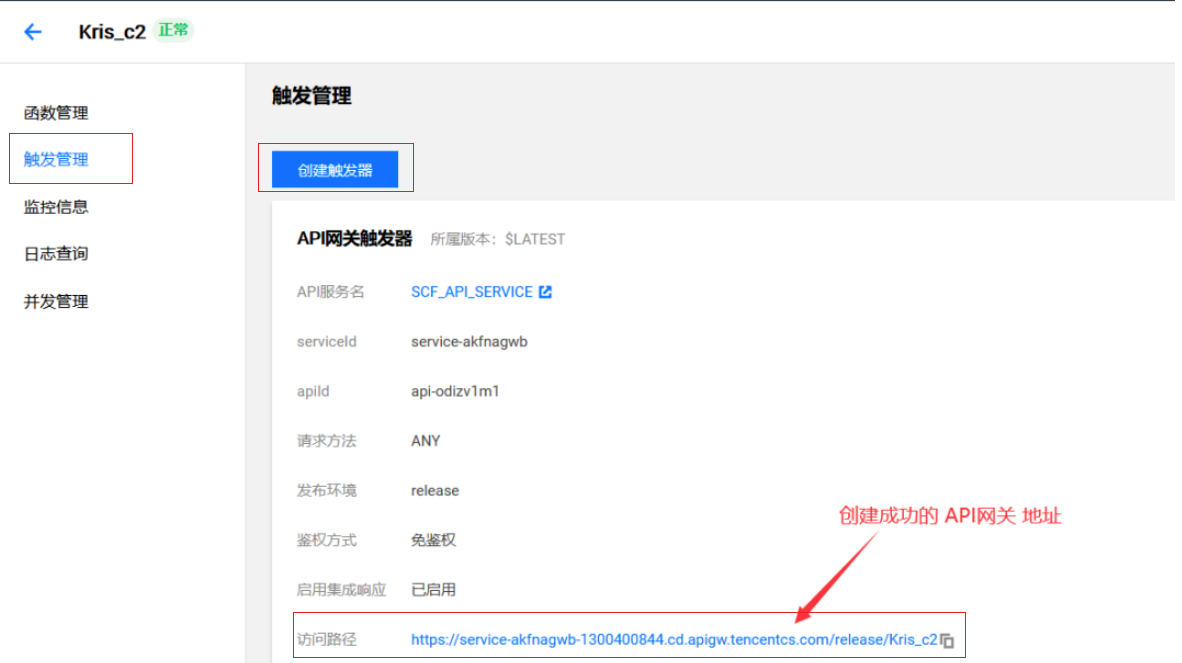 Kris_c2 正常
函数管理
触发管理
监控信息
日志查询
并发管理
触发管理
创建触发器
API网关触发器 所属版本：$LATEST
API服务名 SCF_API_SERVICE
serviceId service-akfnagwb
apiId api-odizv1m1
请求方法 ANY
发布环境 release
鉴权方式 免鉴权
启用集成响应 已启用
创建成功的 API网关 地址
访问路径 https://service-akfnagwb-1300400844.cd.apigw.tencentcs.com/release/Kris_c2